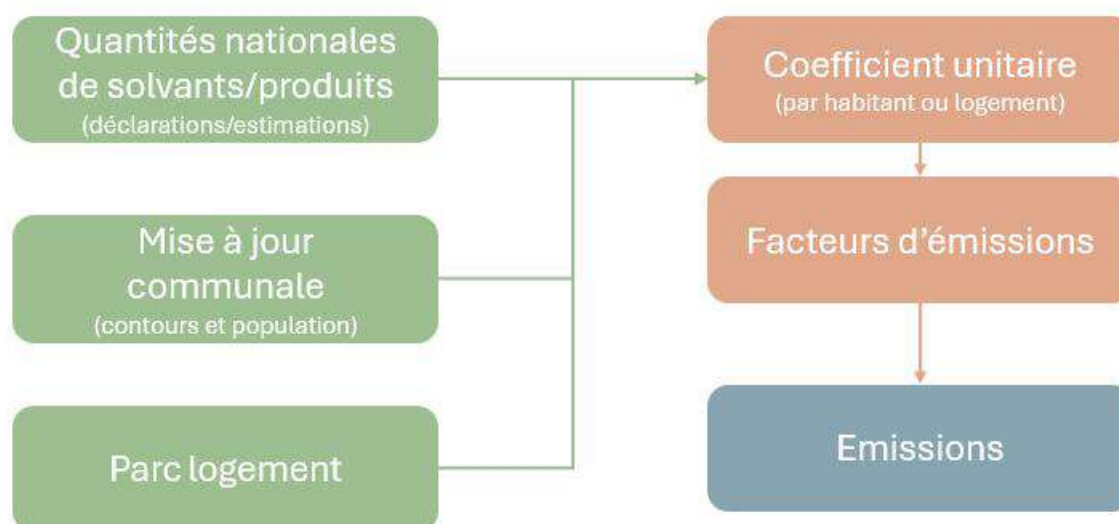 Quantités nationales
de solvants/produits
(déclarations/estimations)
Mise à jour
communale
(contours et population)
Parc logement
Coefficient unitaire
(par habitant ou logement)
Facteurs d'émissions
Emissions